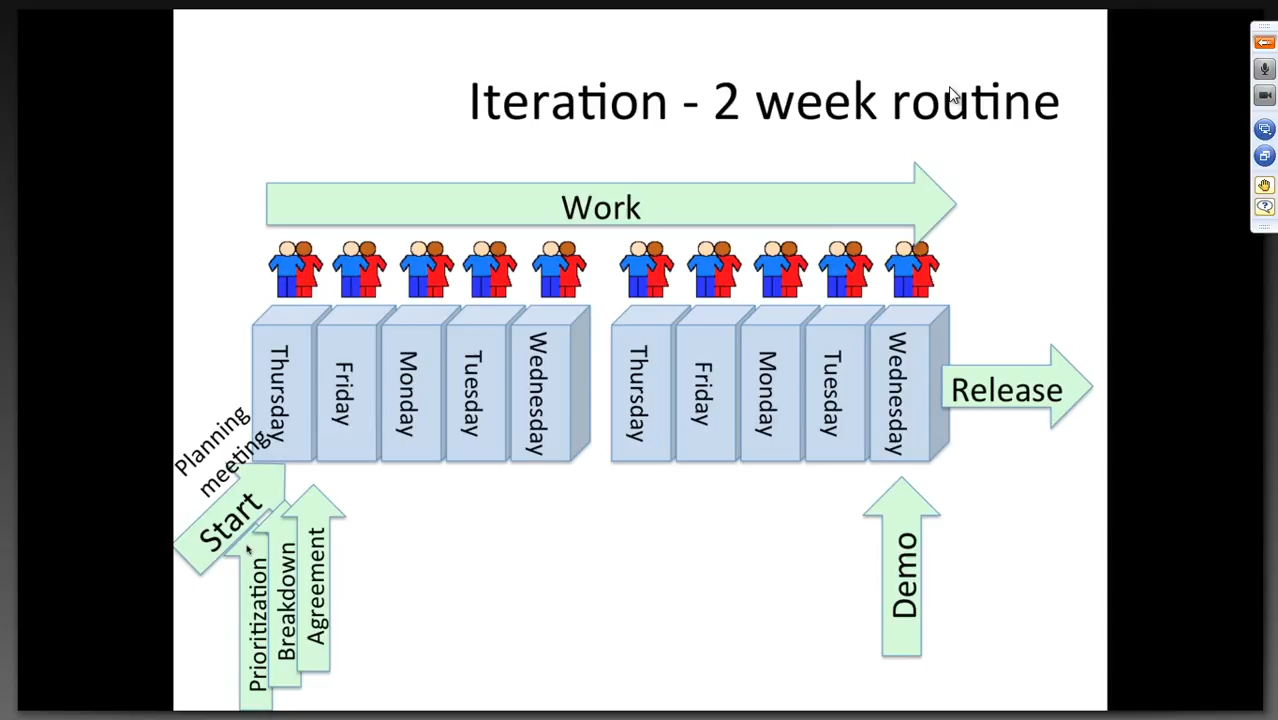 Iteration - 2 week routine
Work
Thursday
Friday
Monday
Tuesday
Wednesday
Thursday
Friday
Monday
Tuesday
Wednesday
Release
Planning
meeting
Start
Prioritization
Breakdown
Agreement
Demo